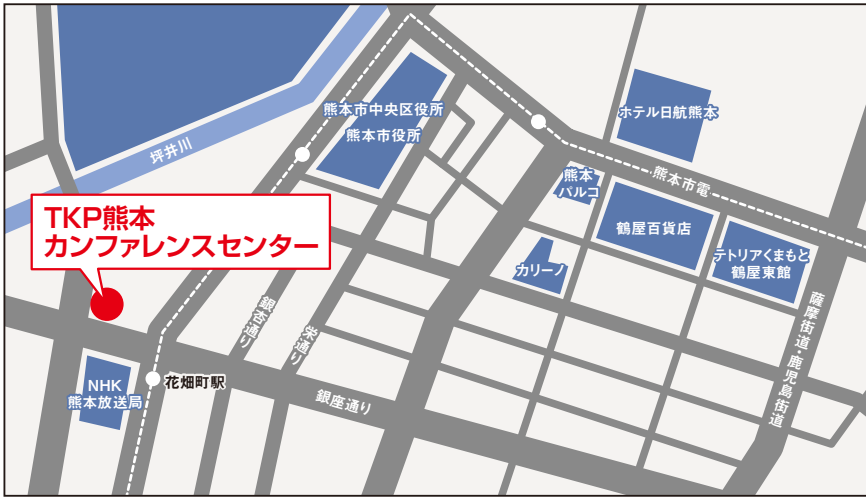 熊本市中央区役所
熊本市役所
ホテル日航熊本
坪井川
熊本
パルコ
熊本市電
TKP熊本
カンファレンスセンター
鶴屋百貨店
テトリアくまもと
鶴屋東館
カリーノ
銀杏通り
栄通り
薩摩街道・鹿児島街道
NHK
熊本放送局
花畑町駅
銀座通り